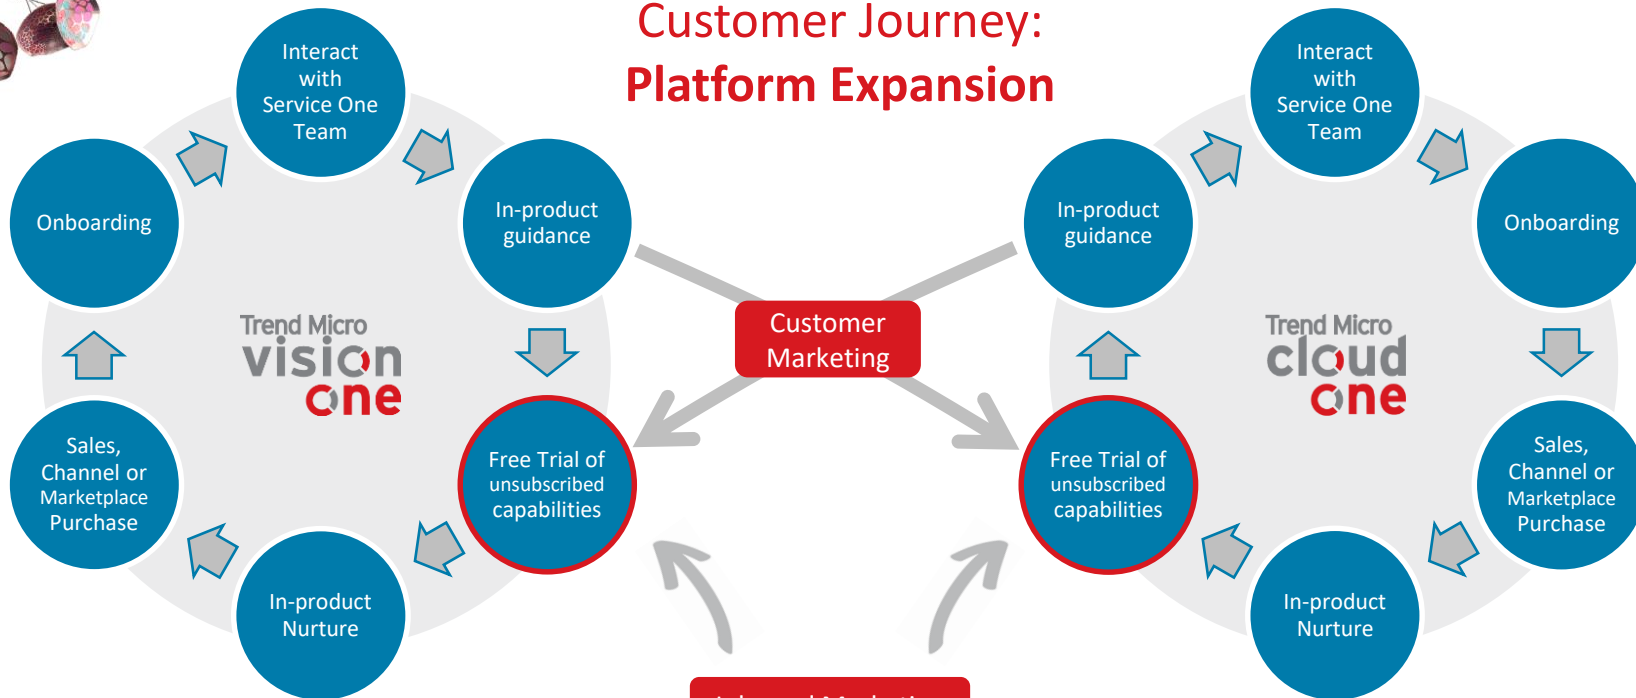 Customer Journey:
Platform Expansion
Interact
with
Service One
Team
Onboarding
In-product
guidance
Trend Micro
vision
one
Sales,
Channel or
Marketplace
Purchase
Free Trial of
unsubscribed
capabilities
In-product
Nurture
Customer
Marketing
Interact
with
Service One
Team
In-product
guidance
Onboarding
Trend Micro
cloud
one
Free Trial of
unsubscribed
capabilities
Sales,
Channel or
Marketplace
Purchase
In-product
Nurture